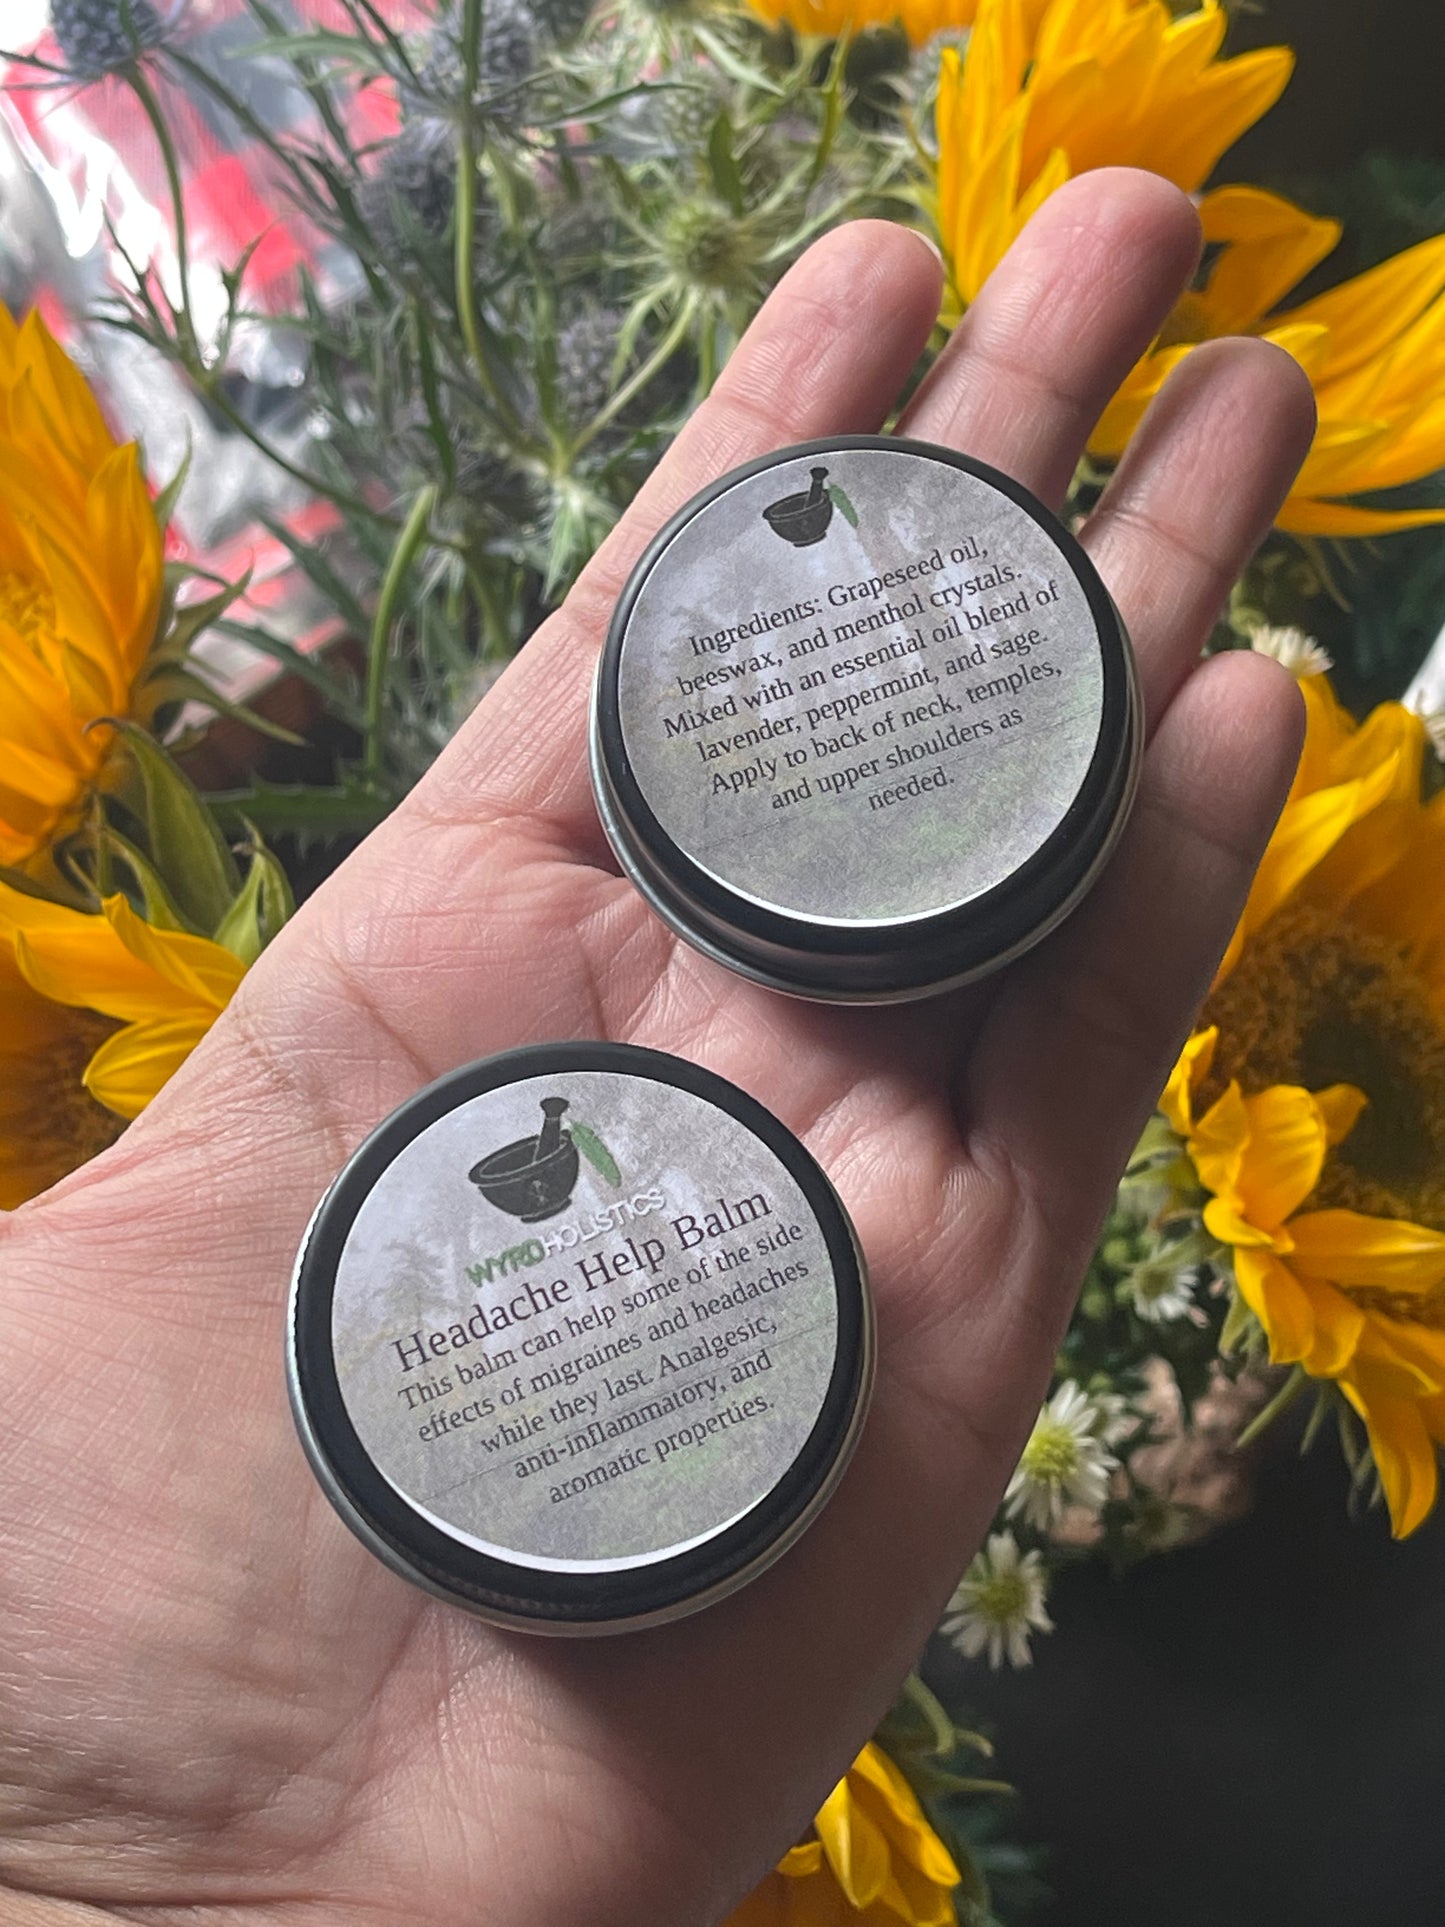 Ingredients: Grapeseed oil,
beeswax, and menthol crystals.
Mixed with an essential oil blend of
lavender, peppermint, and sage.
Apply to back of neck, temples,
and upper shoulders as
needed.
WYRDHOLISTICS
Headache Help Balm
This balm can help some of the side
effects of migraines and headaches
while they last. Analgesic,
anti-inflammatory, and
aromatic properties.